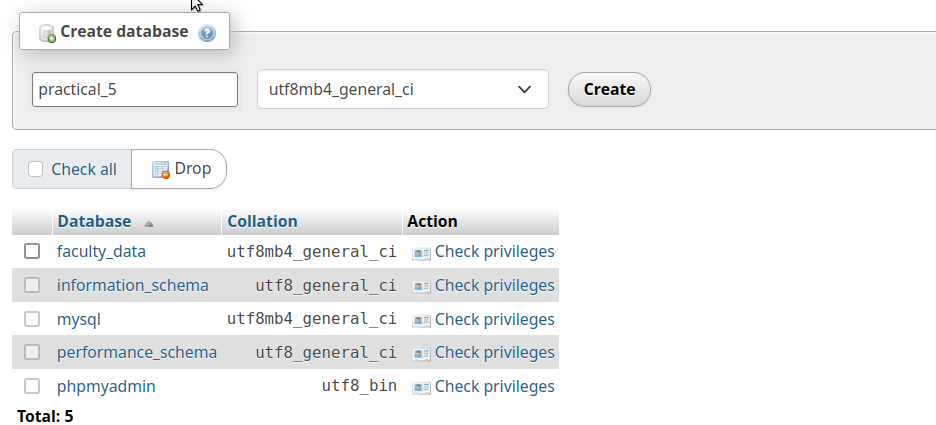 Create database
practical_5 utf8mb4_general_ci Create
Check all Drop
Database Collation Action
faculty_data utf8mb4_general_ci Check privileges
information_schema utf8_general_ci Check privileges
mysql utf8mb4_general_ci Check privileges
performance_schema utf8_general_ci Check privileges
phpmyadmin utf8_bin Check privileges
Total: 5